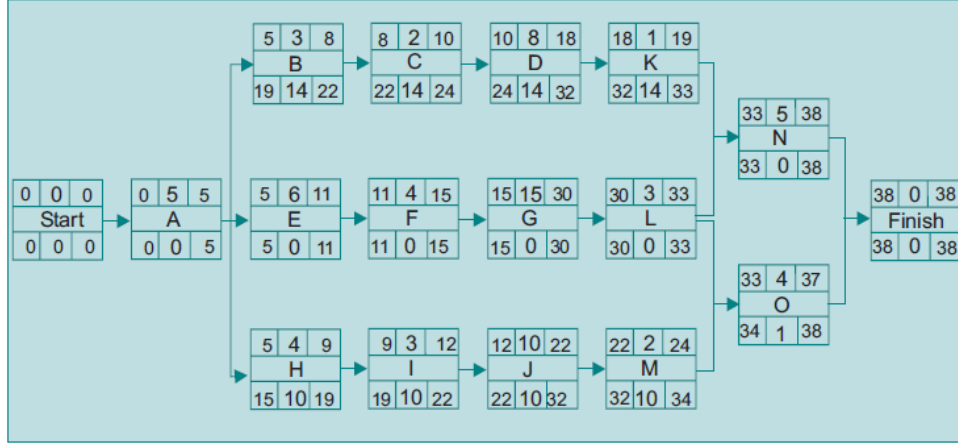 5 3 8
B
19 14 22
8 2 10
C
22 14 24
10 8 18
D
24 14 32
18 1 19
K
32 14 33
33 5 38
N
33 0 38
0 0 0
Start
0 0 0
0 5 5
A
0 0 5
5 6 11
E
5 0 11
11 4 15
F
11 0 15
15 15 30
G
15 0 30
30 3 33
L
30 0 33
38 0 38
Finish
38 0 38
33 4 37
O
34 1 38
5 4 9
H
15 10 19
9 3 12
I
19 10 22
12 10 22
J
22 10 32
22 2 24
M
32 10 34